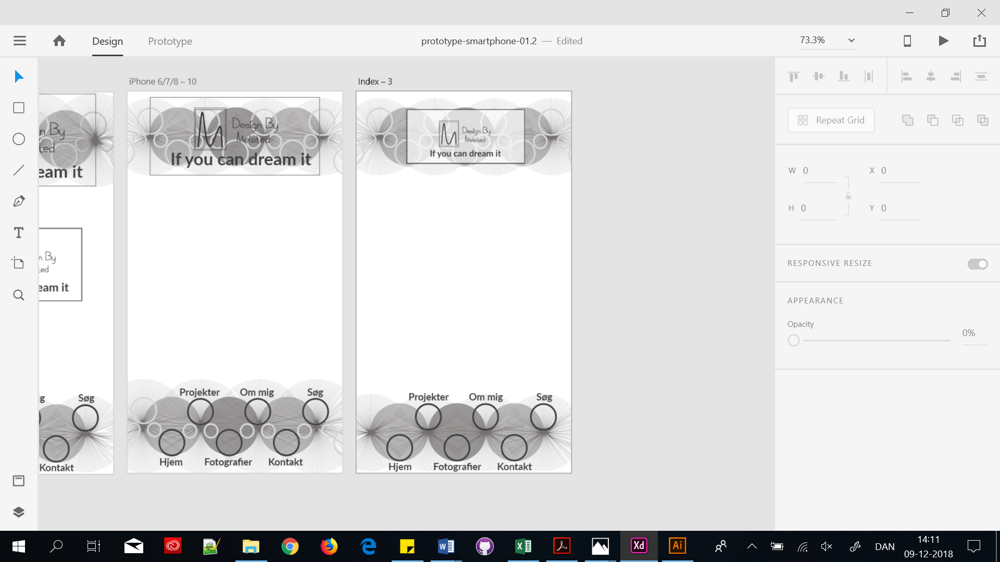 Design
Prototype
prototype-smartphone-01.2 — Edited
73.3%
iPhone 6/7/8 – 10
Index – 3
n By
ted
eam it
n By
ted
eam it
g
Søg
Kontakt
M
Design By
Melsted
If you can dream it
Projekter
Om mig
Søg
Hjem
Fotografier
Kontakt
M
Design By
Melsted
If you can dream it
Projekter
Om mig
Søg
Hjem
Fotografier
Kontakt
Repeat Grid
W 0
X 0
H 0
Y 0
RESPONSIVE RESIZE
APPEARANCE
Opacity
0%
Xd
Ai
DAN
14:11
09-12-2018